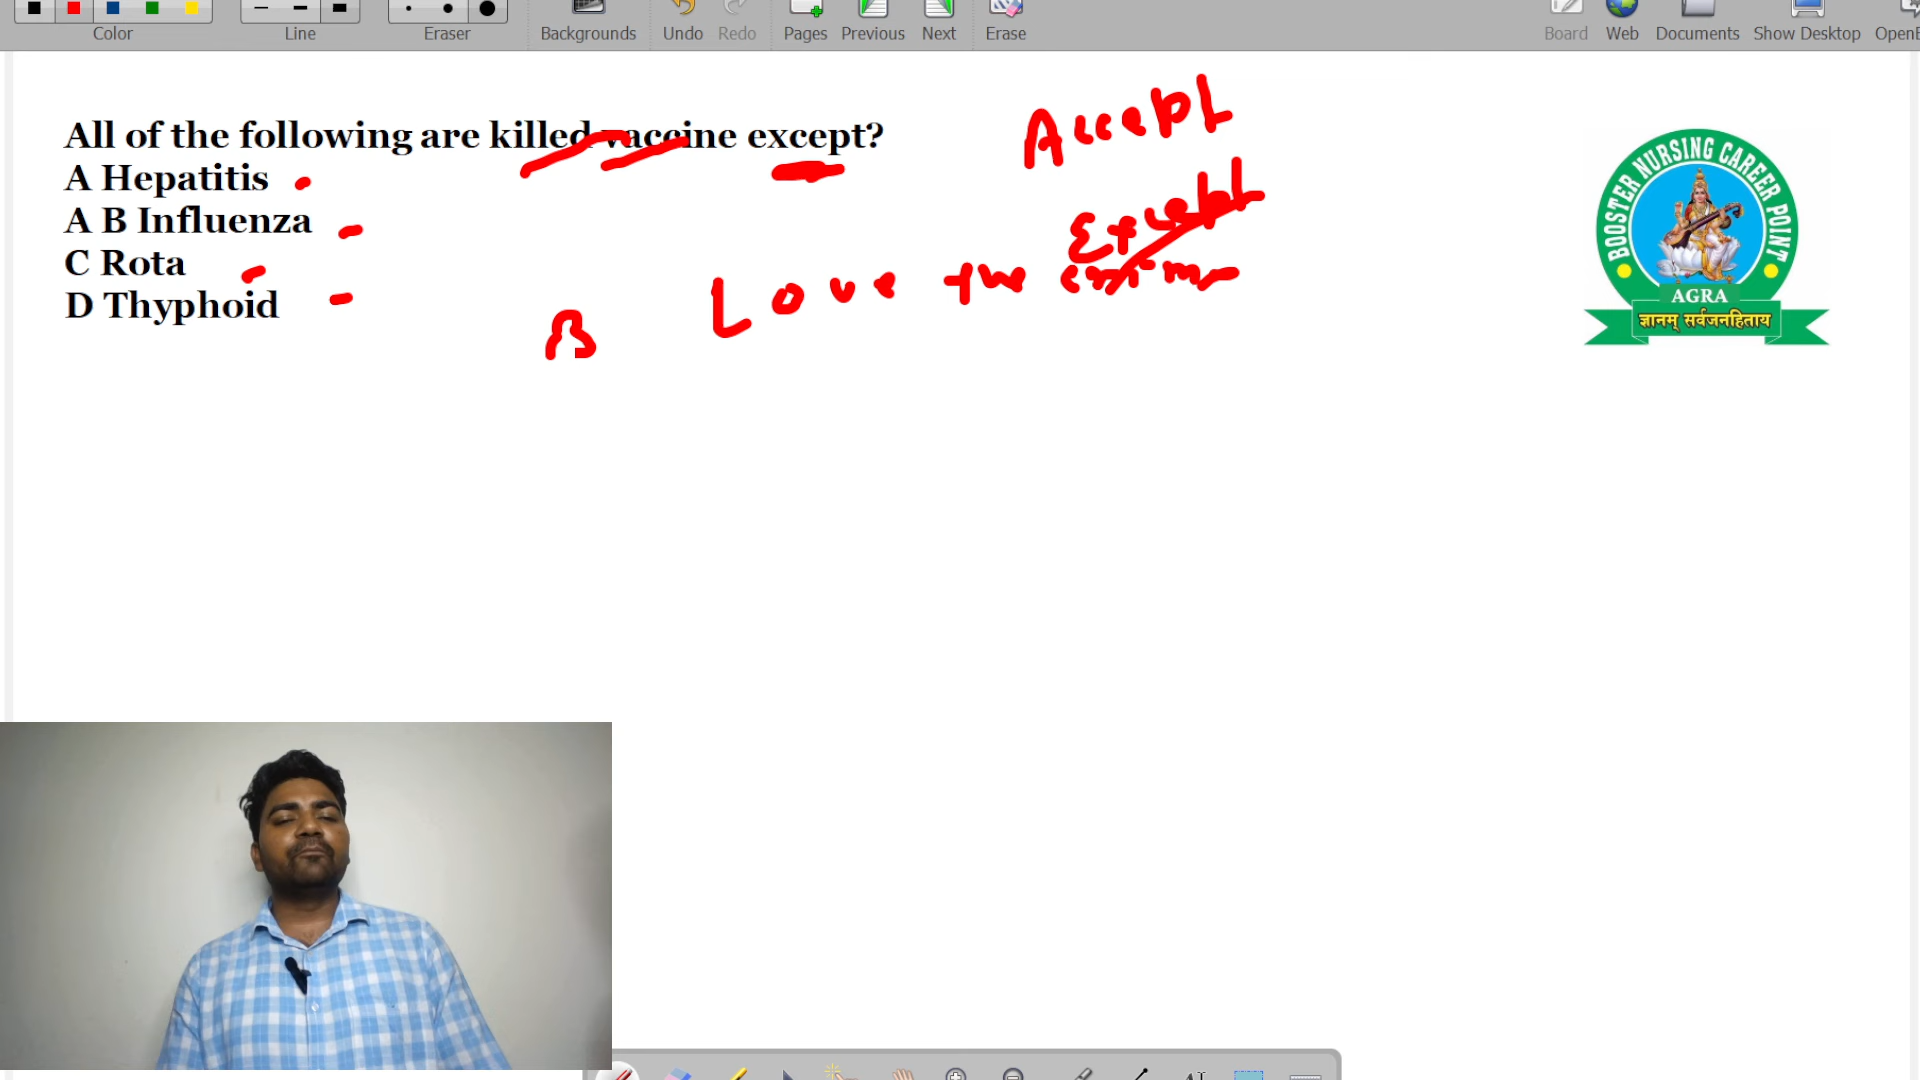 Color
Line
Eraser
Backgrounds
Undo
Redo
Pages
Previous
Next
Erase
Board
Web
Documents
Show Desktop
All of the following are killed vaccine except?
A Hepatitis
A B Influenza
C Rota
D Thyphoid
Accept
Except
Love the
B
BOOSTER NURSING CAREER POINT
AGRA
ज्ञानम् सर्वजनहिताय